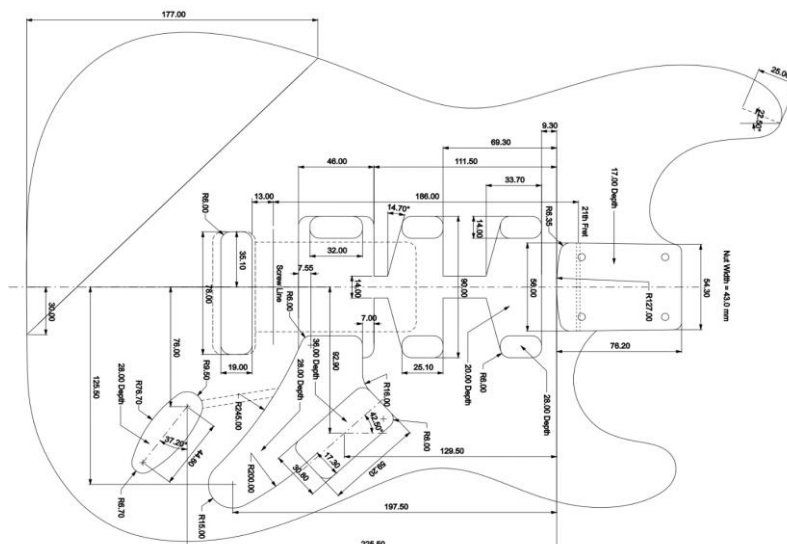 177.00
25.00
22.50°
9.30
69.30
17.00 Depth
46.00
111.50
33.70
13.00
186.00
R6.00
14.70°
14.00
R6.35
21th Fret
32.00
35.10
7.55
78.00
Screw Line
14.00
90.00
56.00
54.30
Nut Width = 43.0 mm
R127.00
30.00
76.00
R6.00
7.00
36.00 Depth
92.90
20.00 Depth
76.20
19.00
28.00 Depth
25.10
R6.00
28.00 Depth
125.50
R9.50
R76.70
28.00 Depth
R245.00
R16.00
42.50°
R6.00
37.20°
44.60
129.50
17.30
30.80
59.20
R6.70
R200.00
R15.00
197.50
225.50